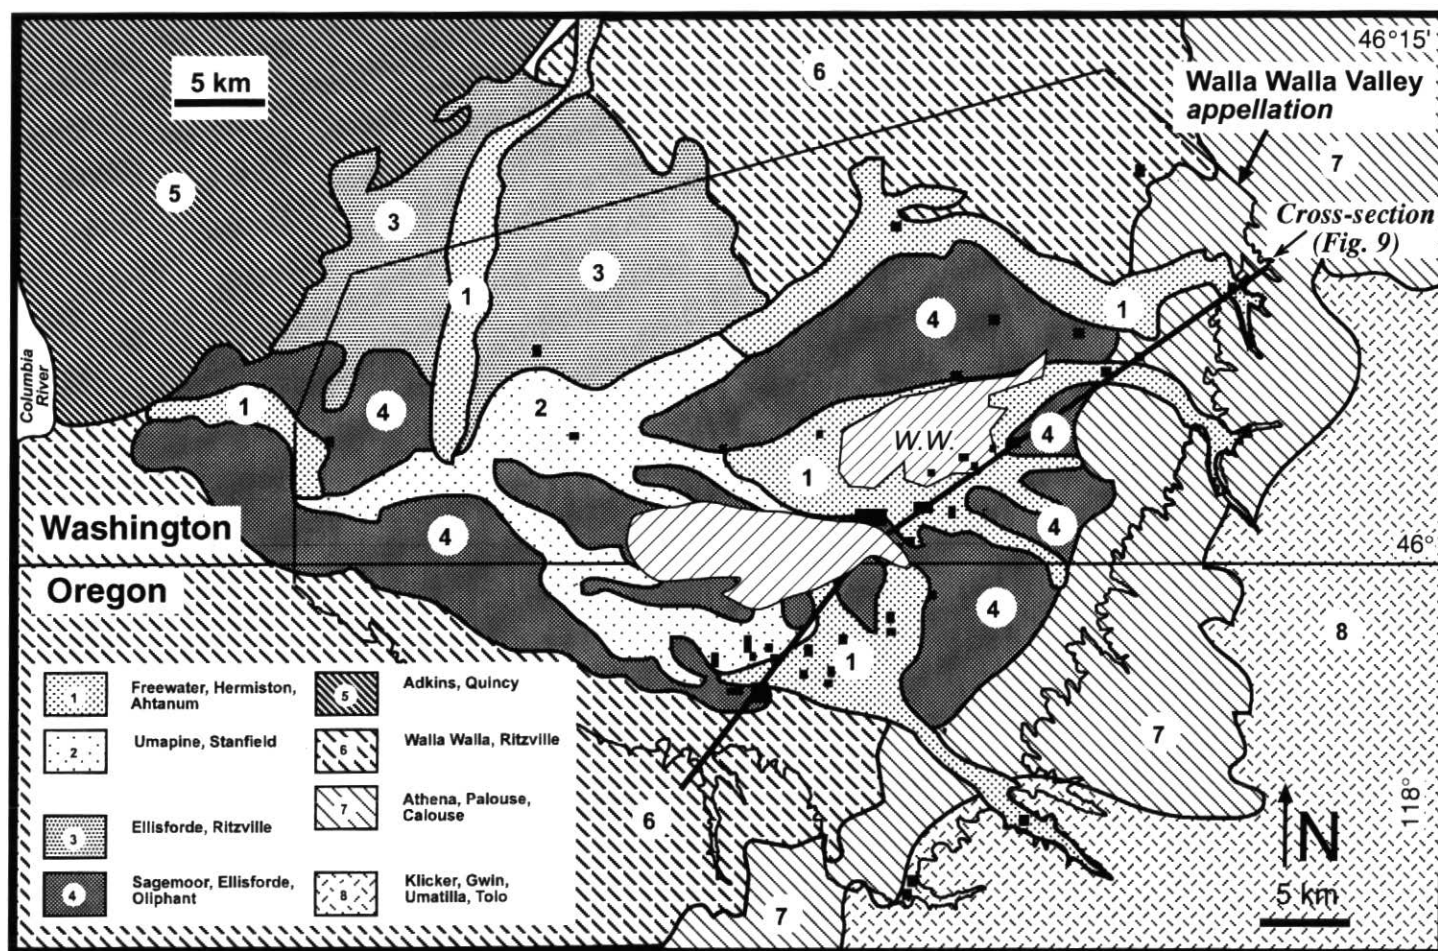 46°15'
6
5 km
Walla Walla Valley
appellation
7
5
3
Cross-section
(Fig. 9)
3
1
1
4
Columbia
River
1
4
2
4
W.W.
1
4
4
Washington
46°
Oregon
4
8
1
7
6
7
118°
N
5 km
1
Freewater, Hermiston,
Ahtanum
2
Umapine, Stanfield
3
Ellisforde, Ritzville
4
Sagemoor, Ellisforde,
Oliphant
5
Adkins, Quincy
6
Walla Walla, Ritzville
7
Athena, Palouse,
Calouse
8
Klicker, Gwin,
Umatilla, Tolo